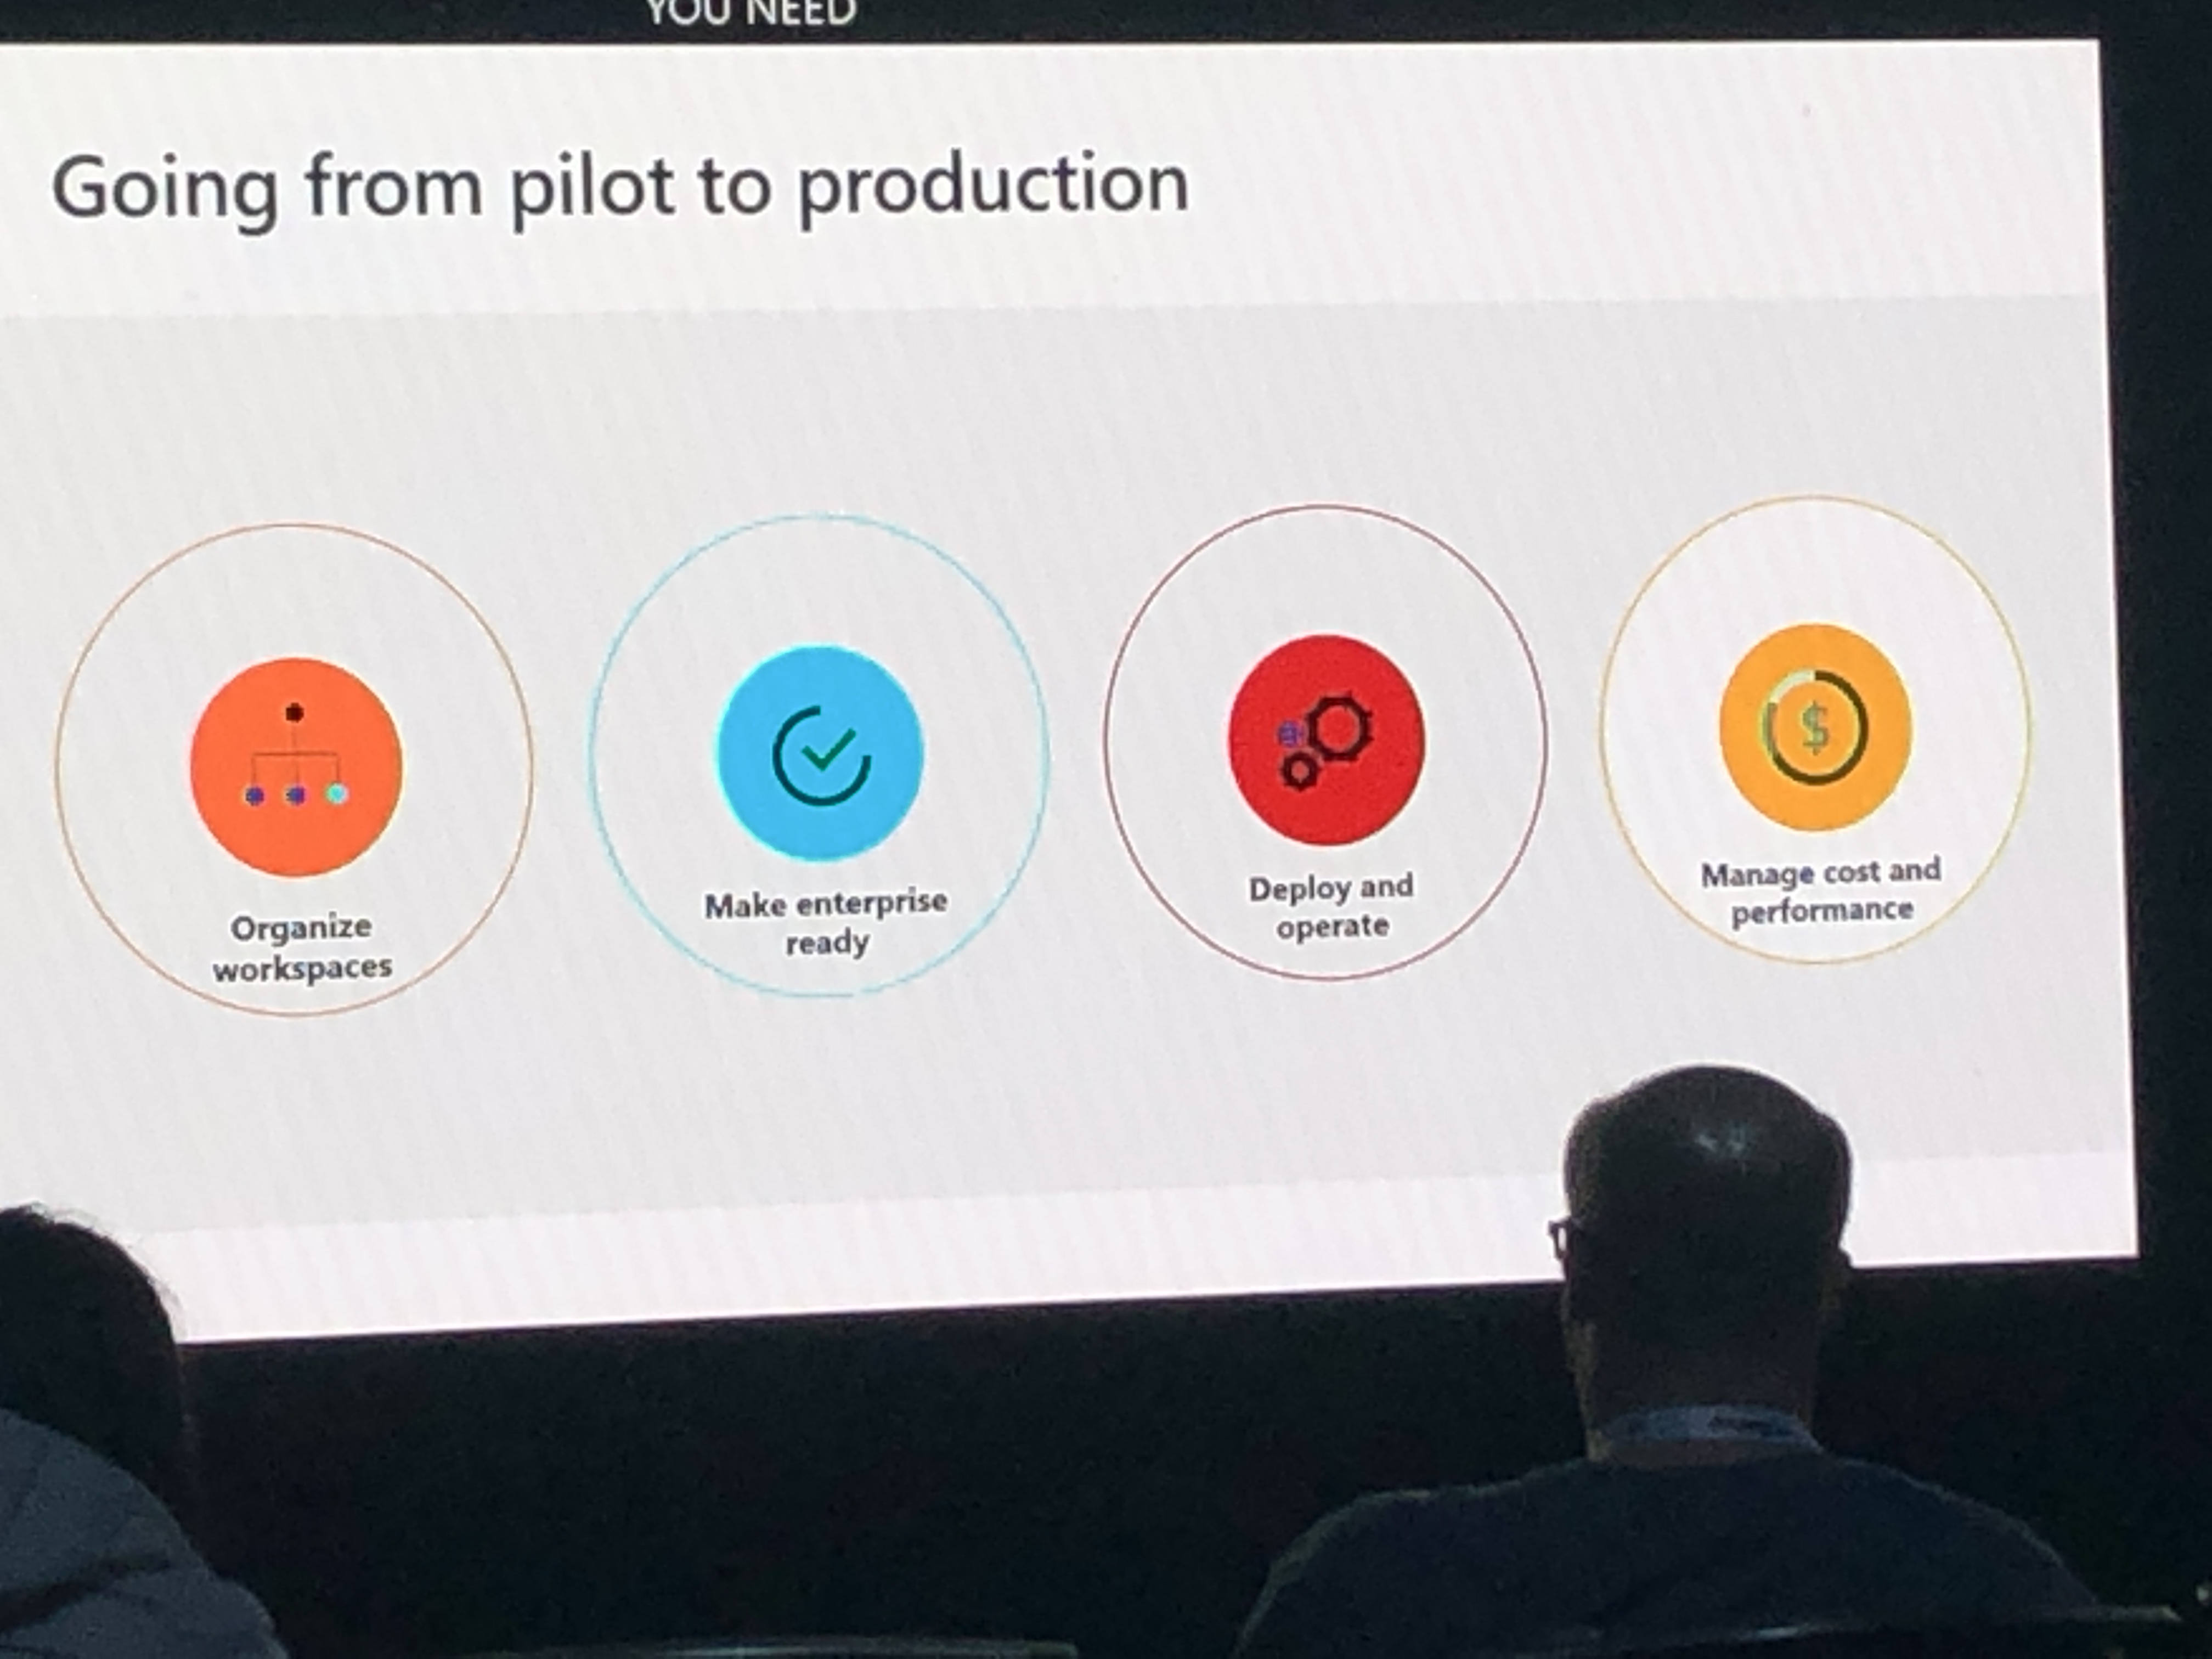 YOU NEED
Going from pilot to production
Organize
workspaces
Make enterprise
ready
Deploy and
operate
$
Manage cost and
performance